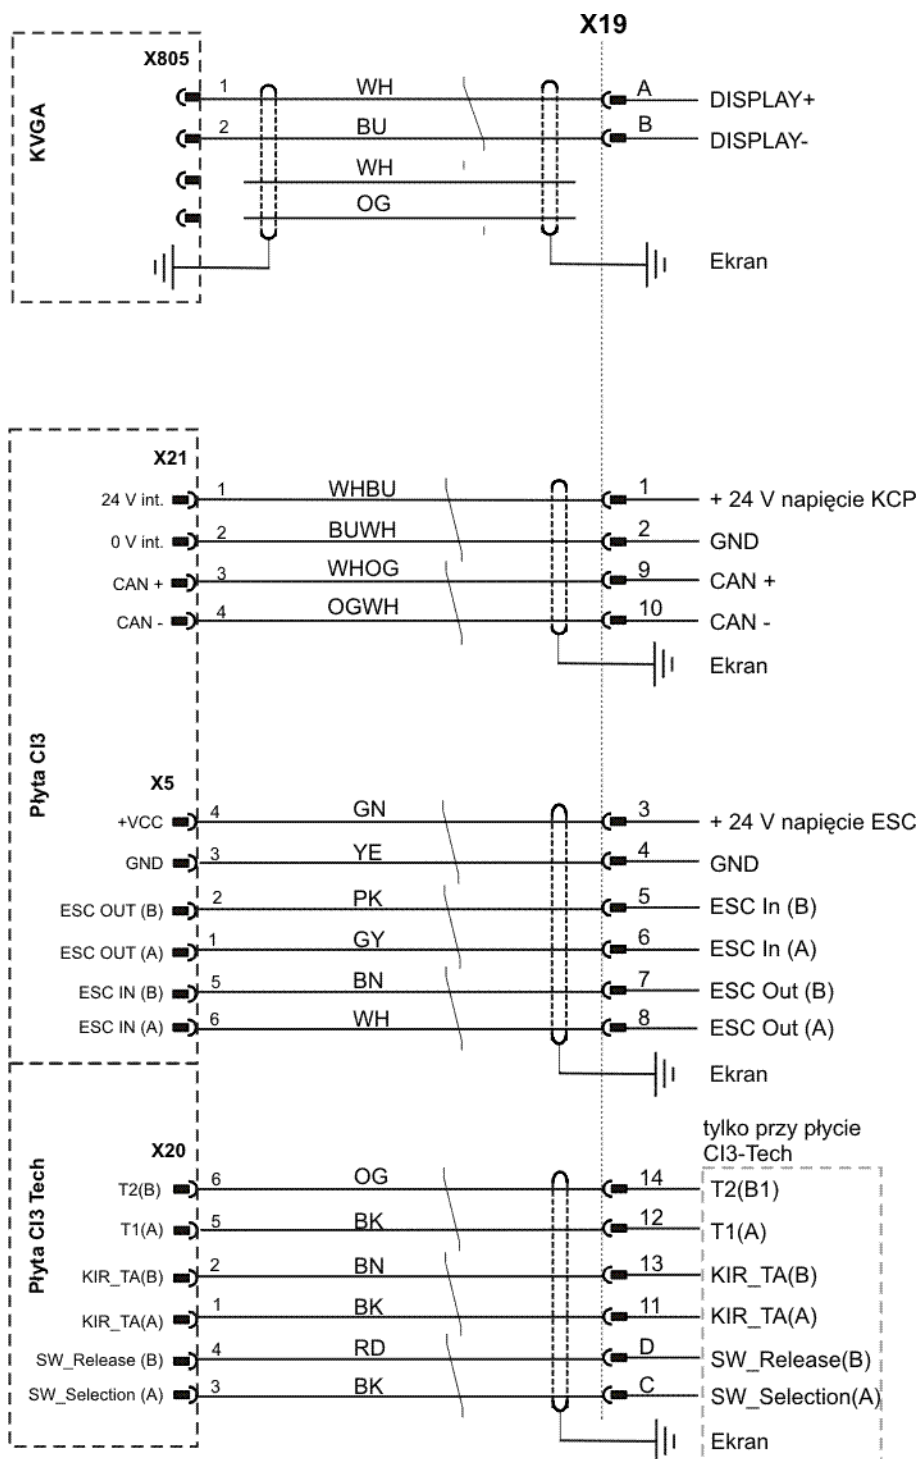 X19
X805
KVGA
1 WH A DISPLAY+
2 BU B DISPLAY-
WH
OG
Ekran
Płyta CI3
X21
24 V int. 1 WHBU 1 + 24 V napięcie KCP
0 V int. 2 BUWH 2 GND
CAN + 3 WHOG 9 CAN +
CAN - 4 OGWH 10 CAN -
Ekran
X5
+VCC 4 GN 3 + 24 V napięcie ESC
GND 3 YE 4 GND
ESC OUT (B) 2 PK 5 ESC In (B)
ESC OUT (A) 1 GY 6 ESC In (A)
ESC IN (B) 5 BN 7 ESC Out (B)
ESC IN (A) 6 WH 8 ESC Out (A)
Ekran
Płyta CI3 Tech
X20
tylko przy płycie
CI3-Tech
T2(B) 6 OG 14 T2(B1)
T1(A) 5 BK 12 T1(A)
KIR_TA(B) 2 BN 13 KIR_TA(B)
KIR_TA(A) 1 BK 11 KIR_TA(A)
SW_Release (B) 4 RD D SW_Release(B)
SW_Selection (A) 3 BK C SW_Selection(A)
Ekran